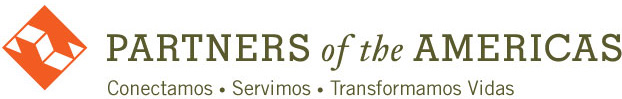 PARTNERS of the AMERICAS
Conectamos • Servimos • Transformamos Vidas